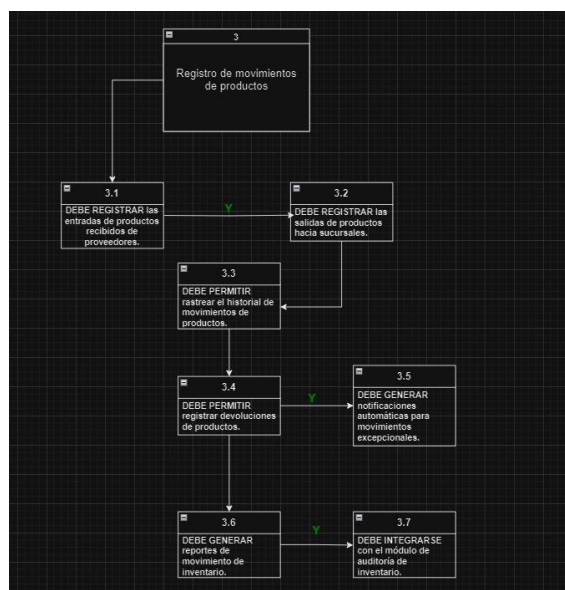 3
Registro de movimientos
de productos
3.1
DEBE REGISTRAR las
entradas de productos
recibidos de
proveedores.
Y
3.2
DEBE REGISTRAR las
salidas de productos
hacia sucursales.
3.3
DEBE PERMITIR
rastrear el historial de
movimientos de
productos.
3.4
DEBE PERMITIR
registrar devoluciones
de productos.
Y
3.5
DEBE GENERAR
notificaciones
automáticas para
movimientos
excepcionales.
3.6
DEBE GENERAR
reportes de
movimiento de
inventario.
Y
3.7
DEBE INTEGRARSE
con el módulo de
auditoría de
inventario.